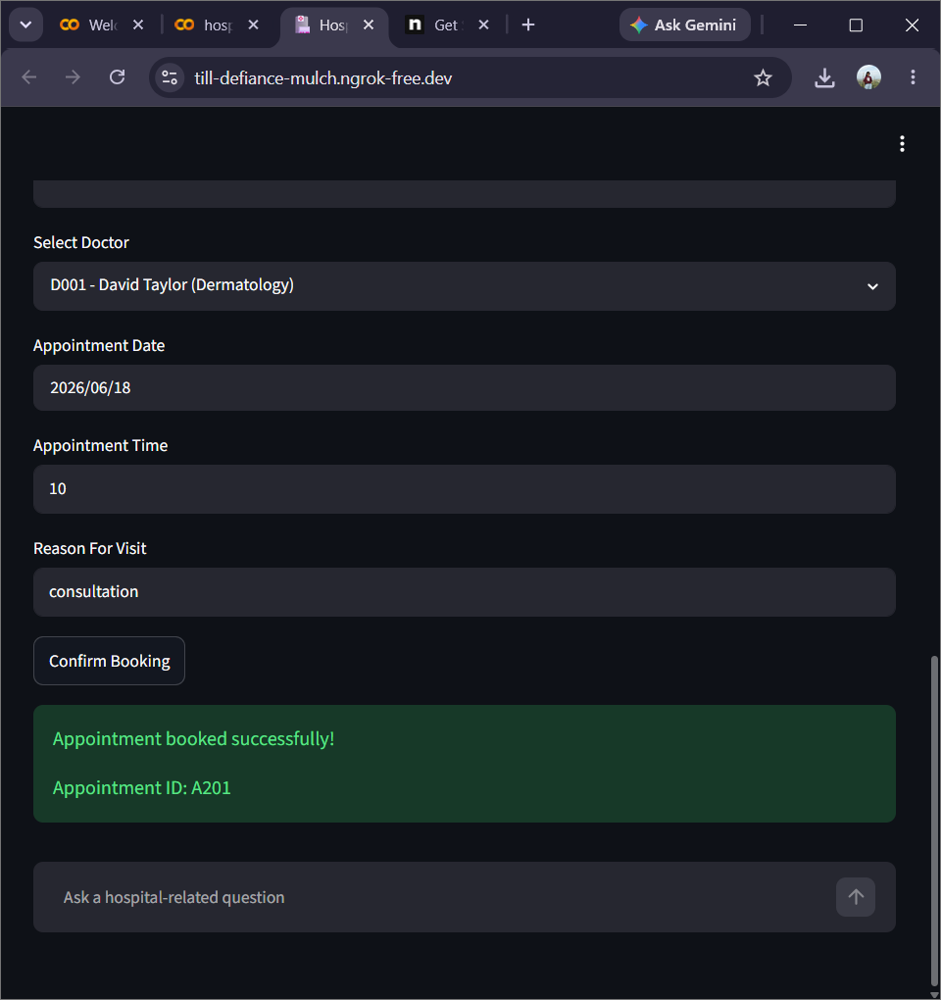 Welc
hosp
Hosp
Get
Ask Gemini
till-defiance-mulch.ngrok-free.dev
Select Doctor
D001 - David Taylor (Dermatology)
Appointment Date
2026/06/18
Appointment Time
10
Reason For Visit
consultation
Confirm Booking
Appointment booked successfully!
Appointment ID: A201
Ask a hospital-related question